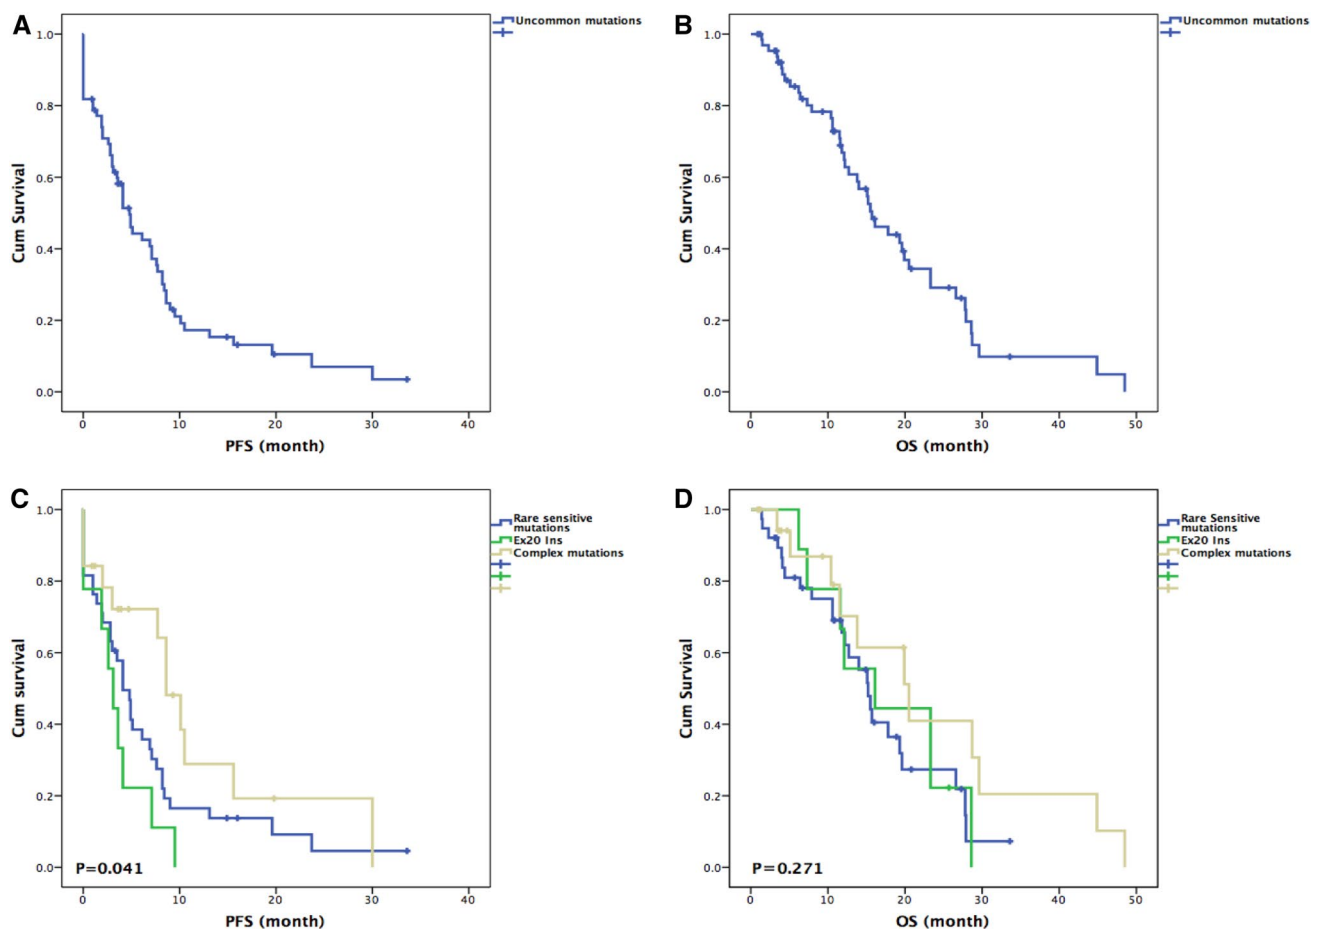 A
Uncommon mutations
1.0
0.8
0.6
0.4
0.2
0.0
Cum Survival
0 10 20 30 40
PFS (month)
B
Uncommon mutations
1.0
0.8
0.6
0.4
0.2
0.0
Cum Survival
0 10 20 30 40 50
OS (month)
C
Rare sensitive
mutations
Ex20 Ins
Complex mutations
1.0
0.8
0.6
0.4
0.2
0.0
Cum survival
P=0.041
0 10 20 30 40
PFS (month)
D
Rare Sensitive
mutations
Ex20 Ins
Complex mutations
1.0
0.8
0.6
0.4
0.2
0.0
Cum Survival
P=0.271
0 10 20 30 40 50
OS (month)